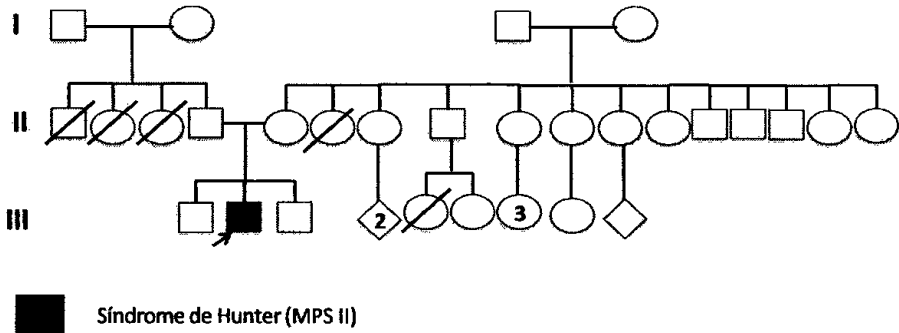 I
II
2 3
III
Síndrome de Hunter (MPS II)